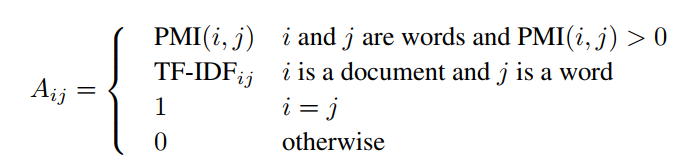 PMI(i, j) i and j are words and PMI(i, j) > 0
TF-IDF_{ij} i is a document and j is a word
A_{ij} = {
1 i = j
0 otherwise